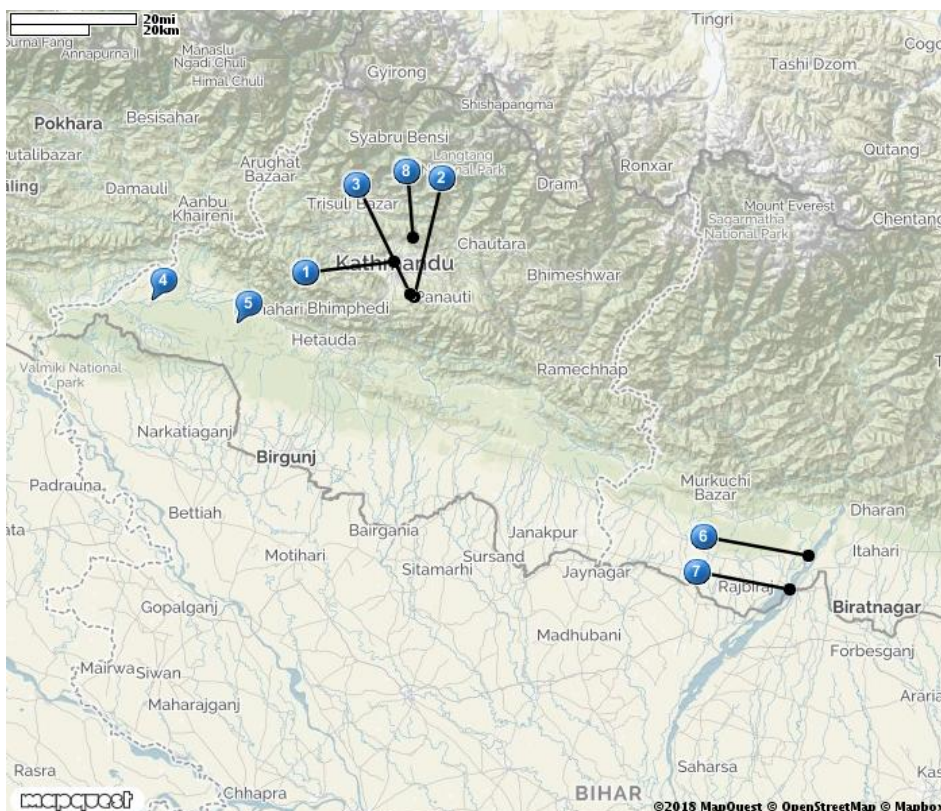 20mi
20km
Tingri
Annapurna II
Manaslu
Ngadi Chuli
Himal Chuli
Gyirong
Tashi Dzom
Shishapangma
Pokhara
Besisahar
Syabru Bensi
Langtang
National Park
Ronxar
Qutang
Arughat
Bazaar
Dram
8
2
3
Damauli
Trisuli Bazar
Mount Everest
Sagarmatha
National Park
Aanbu
Khaireni
Chautara
Kathmandu
1
Bhimeshwar
4
5
Bhimphedi
Panauti
Hetauda
Ramechhap
Valmiki National
park
Narkatiaganj
Birgunj
Padrauna
Murkuchi
Bazar
Bettiah
Dharan
Bairgania
Janakpur
6
Motihari
Sursand
Itahari
Sitamarhi
Jaynagar
7
Rajbiraj
Gopalganj
Biratnagar
Madhubani
Forbesganj
Mairwa
Siwan
Maharajganj
Rasra
Saharsa
mapquest
Chhapra
BIHAR
©2018 MapQuest © OpenStreetMap © Mapbo